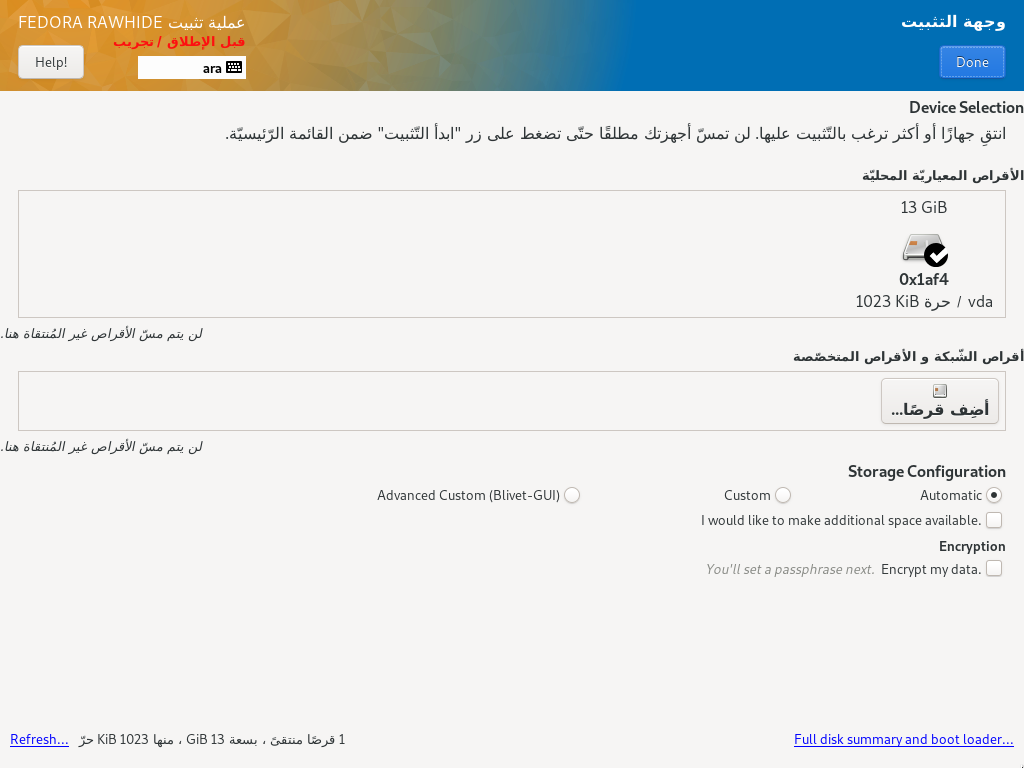 وجهة التثبيت
عملية تثبيت FEDORA RAWHIDE
قبل الإطلاق / تجريب
Done
ara
Help!
Device Selection
انتقِ جهازًا أو أكثر ترغب بالتّثبيت عليها. لن تمسّ أجهزتك مطلقًا حتّى تضغط على زر "ابدأ التّثبيت" ضمن القائمة الرّئيسيّة.
الأقراص المعياريّة المحليّة
13 GiB
0x1af4
vda / حرة 1023 KiB
لن يتم مسّ الأقراص غير المُنتقاة هنا.
أقراص الشّبكة و الأقراص المتخصّصة
أضِف قرصًا...
لن يتم مسّ الأقراص غير المُنتقاة هنا.
Storage Configuration
Automatic
Custom
Advanced Custom (Blivet-GUI)
I would like to make additional space available.
Encryption
Encrypt my data. You'll set a passphrase next.
Full disk summary and boot loader...
1 قرصًا منتقىً ، بسعة 13 GiB ، منها 1023 KiB حرّ
Refresh...